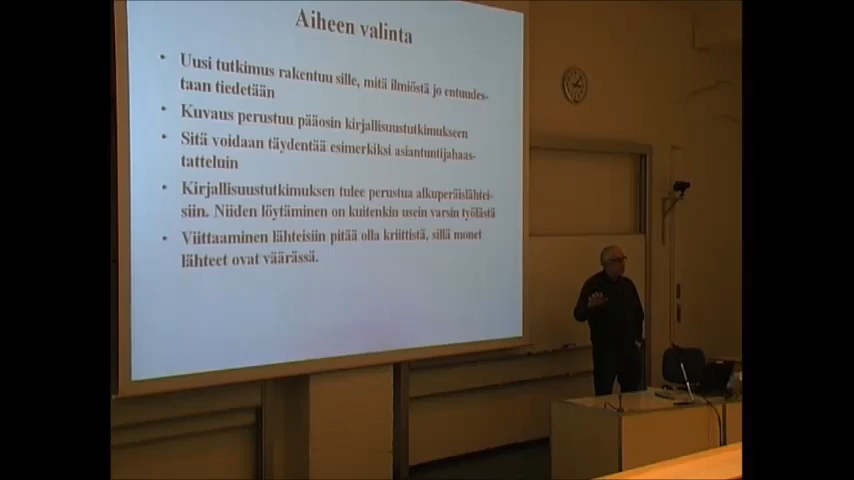 Aiheen valinta
• Uusi tutkimus rakentuu sille, mitä ilmiöstä jo entuudes-
taan tiedetään
• Kuvaus perustuu pääosin kirjallisuustutkimukseen
• Sitä voidaan täydentää esimerkiksi asiantuntijahaas-
tatteluin
• Kirjallisuustutkimuksen tulee perustua alkuperäislähtei-
siin. Niiden löytäminen on kuitenkin usein varsin työlästä
• Viittaaminen lähteisiin pitää olla kriittistä, sillä monet
lähteet ovat väärässä.